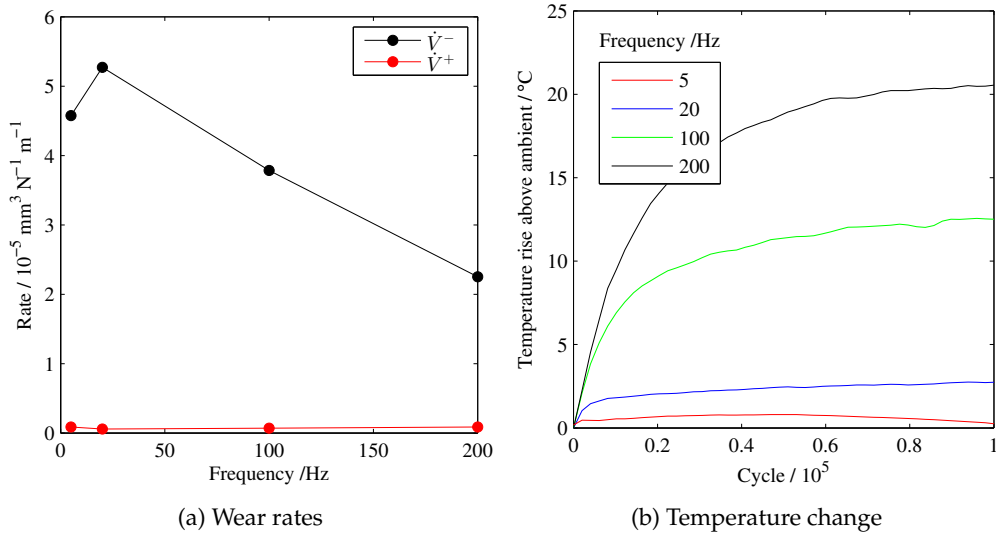 6
5
4
3
2
1
0
0 50 100 150 200
Rate / 10⁻⁵ mm³ N⁻¹ m⁻¹
Frequency /Hz
V̇⁻
V̇⁺
(a) Wear rates
25
20
15
10
5
0
0 0.2 0.4 0.6 0.8 1
Temperature rise above ambient / °C
Cycle / 10⁵
Frequency /Hz
5
20
100
200
(b) Temperature change